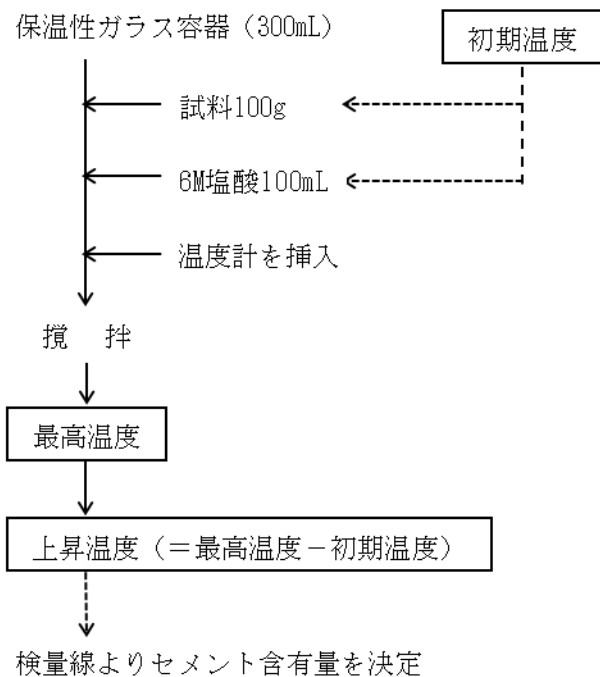 保温性ガラス容器（300mL）
初期温度
試料100g
6M塩酸100mL
温度計を挿入
撹　拌
最高温度
上昇温度（＝最高温度－初期温度）
検量線よりセメント含有量を決定